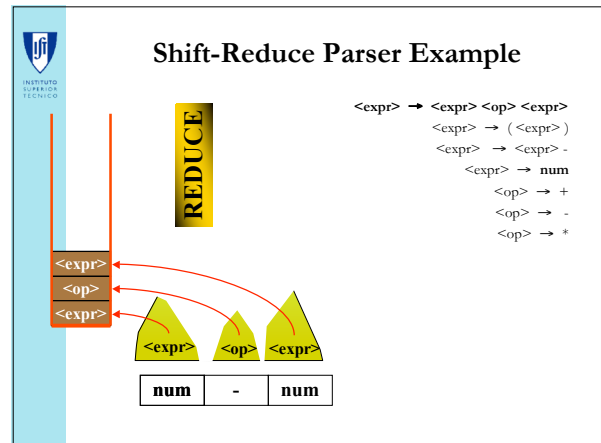 INSTITUTO
SUPERIOR
TÉCNICO
Shift-Reduce Parser Example
<expr> → <expr> <op> <expr>
<expr> → ( <expr> )
<expr> → <expr> -
<expr> → num
<op> → +
<op> → -
<op> → *
REDUCE
<expr>
<op>
<expr>
<expr> <op> <expr>
num - num